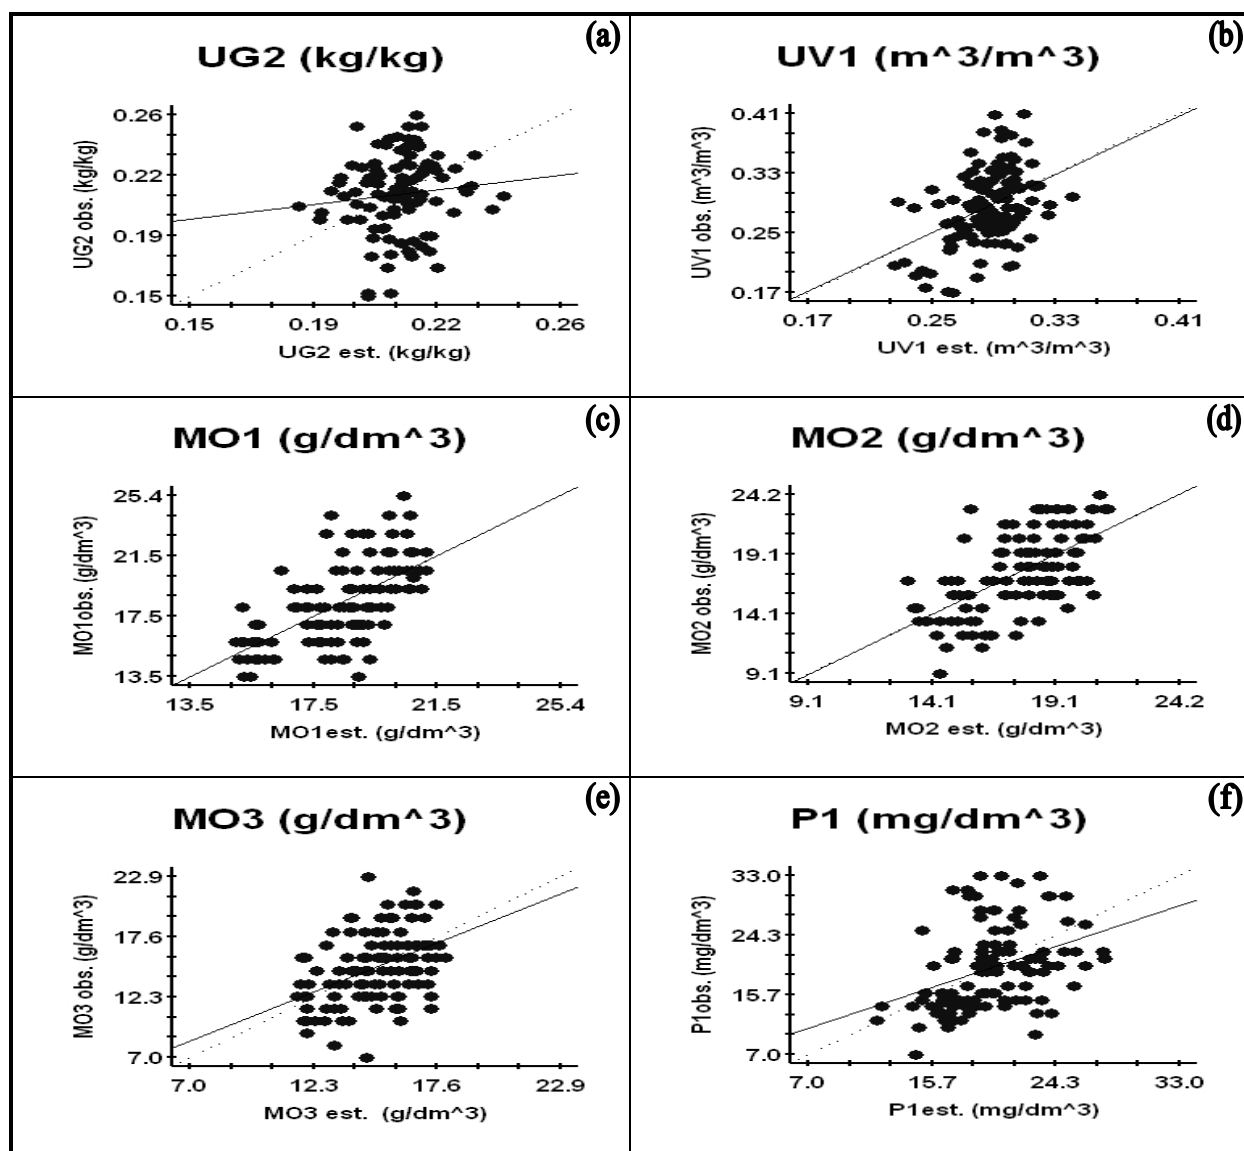 (a)
UG2 (kg/kg)
UG2 obs. (kg/kg)
0.26
0.22
0.19
0.15
0.15 0.19 0.22 0.26
UG2 est. (kg/kg)
(b)
UV1 (m^3/m^3)
UV1 obs. (m^3/m^3)
0.41
0.33
0.25
0.17
0.17 0.25 0.33 0.41
UV1 est. (m^3/m^3)
(c)
MO1 (g/dm^3)
MO1obs. (g/dm^3)
25.4
21.5
17.5
13.5
13.5 17.5 21.5 25.4
MO1est. (g/dm^3)
(d)
MO2 (g/dm^3)
MO2 obs. (g/dm^3)
24.2
19.1
14.1
9.1
9.1 14.1 19.1 24.2
MO2 est. (g/dm^3)
(e)
MO3 (g/dm^3)
MO3 obs. (g/dm^3)
22.9
17.6
12.3
7.0
7.0 12.3 17.6 22.9
MO3 est. (g/dm^3)
(f)
P1 (mg/dm^3)
P1obs. (mg/dm^3)
33.0
24.3
15.7
7.0
7.0 15.7 24.3 33.0
P1est. (mg/dm^3)